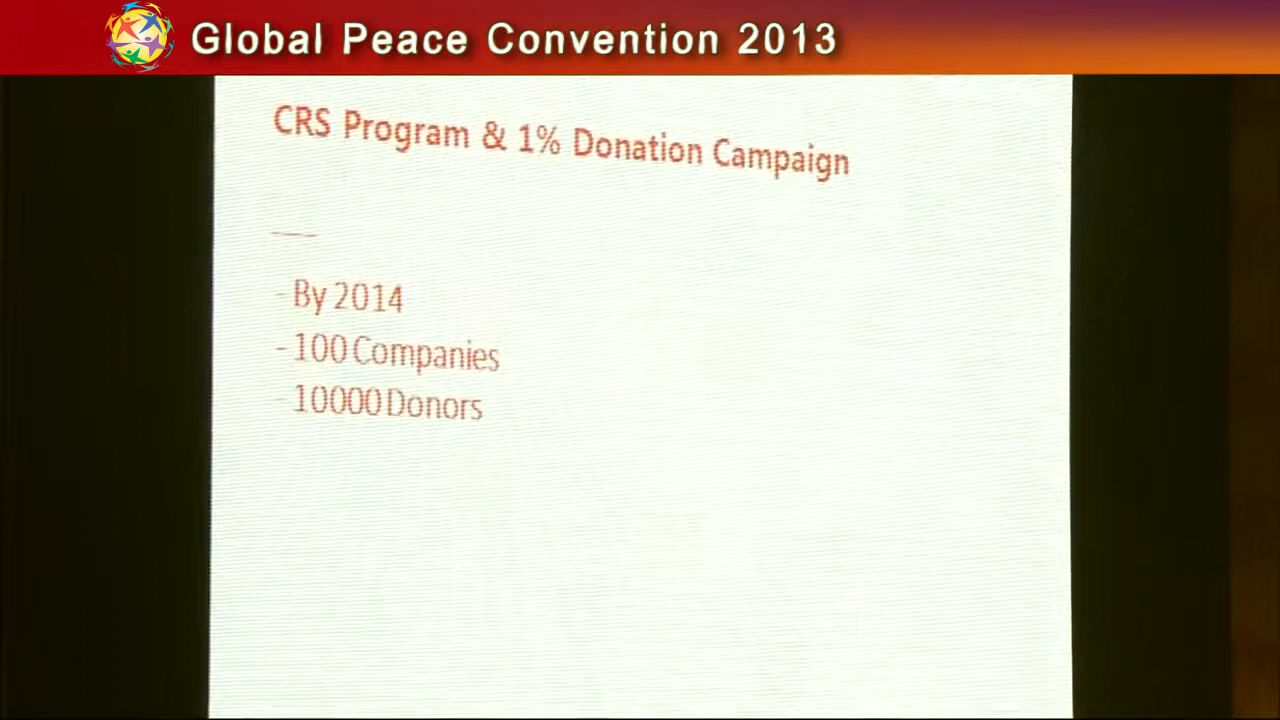 Global Peace Convention 2013
CRS Program & 1% Donation Campaign
- By 2014
- 100 Companies
- 10000 Donors